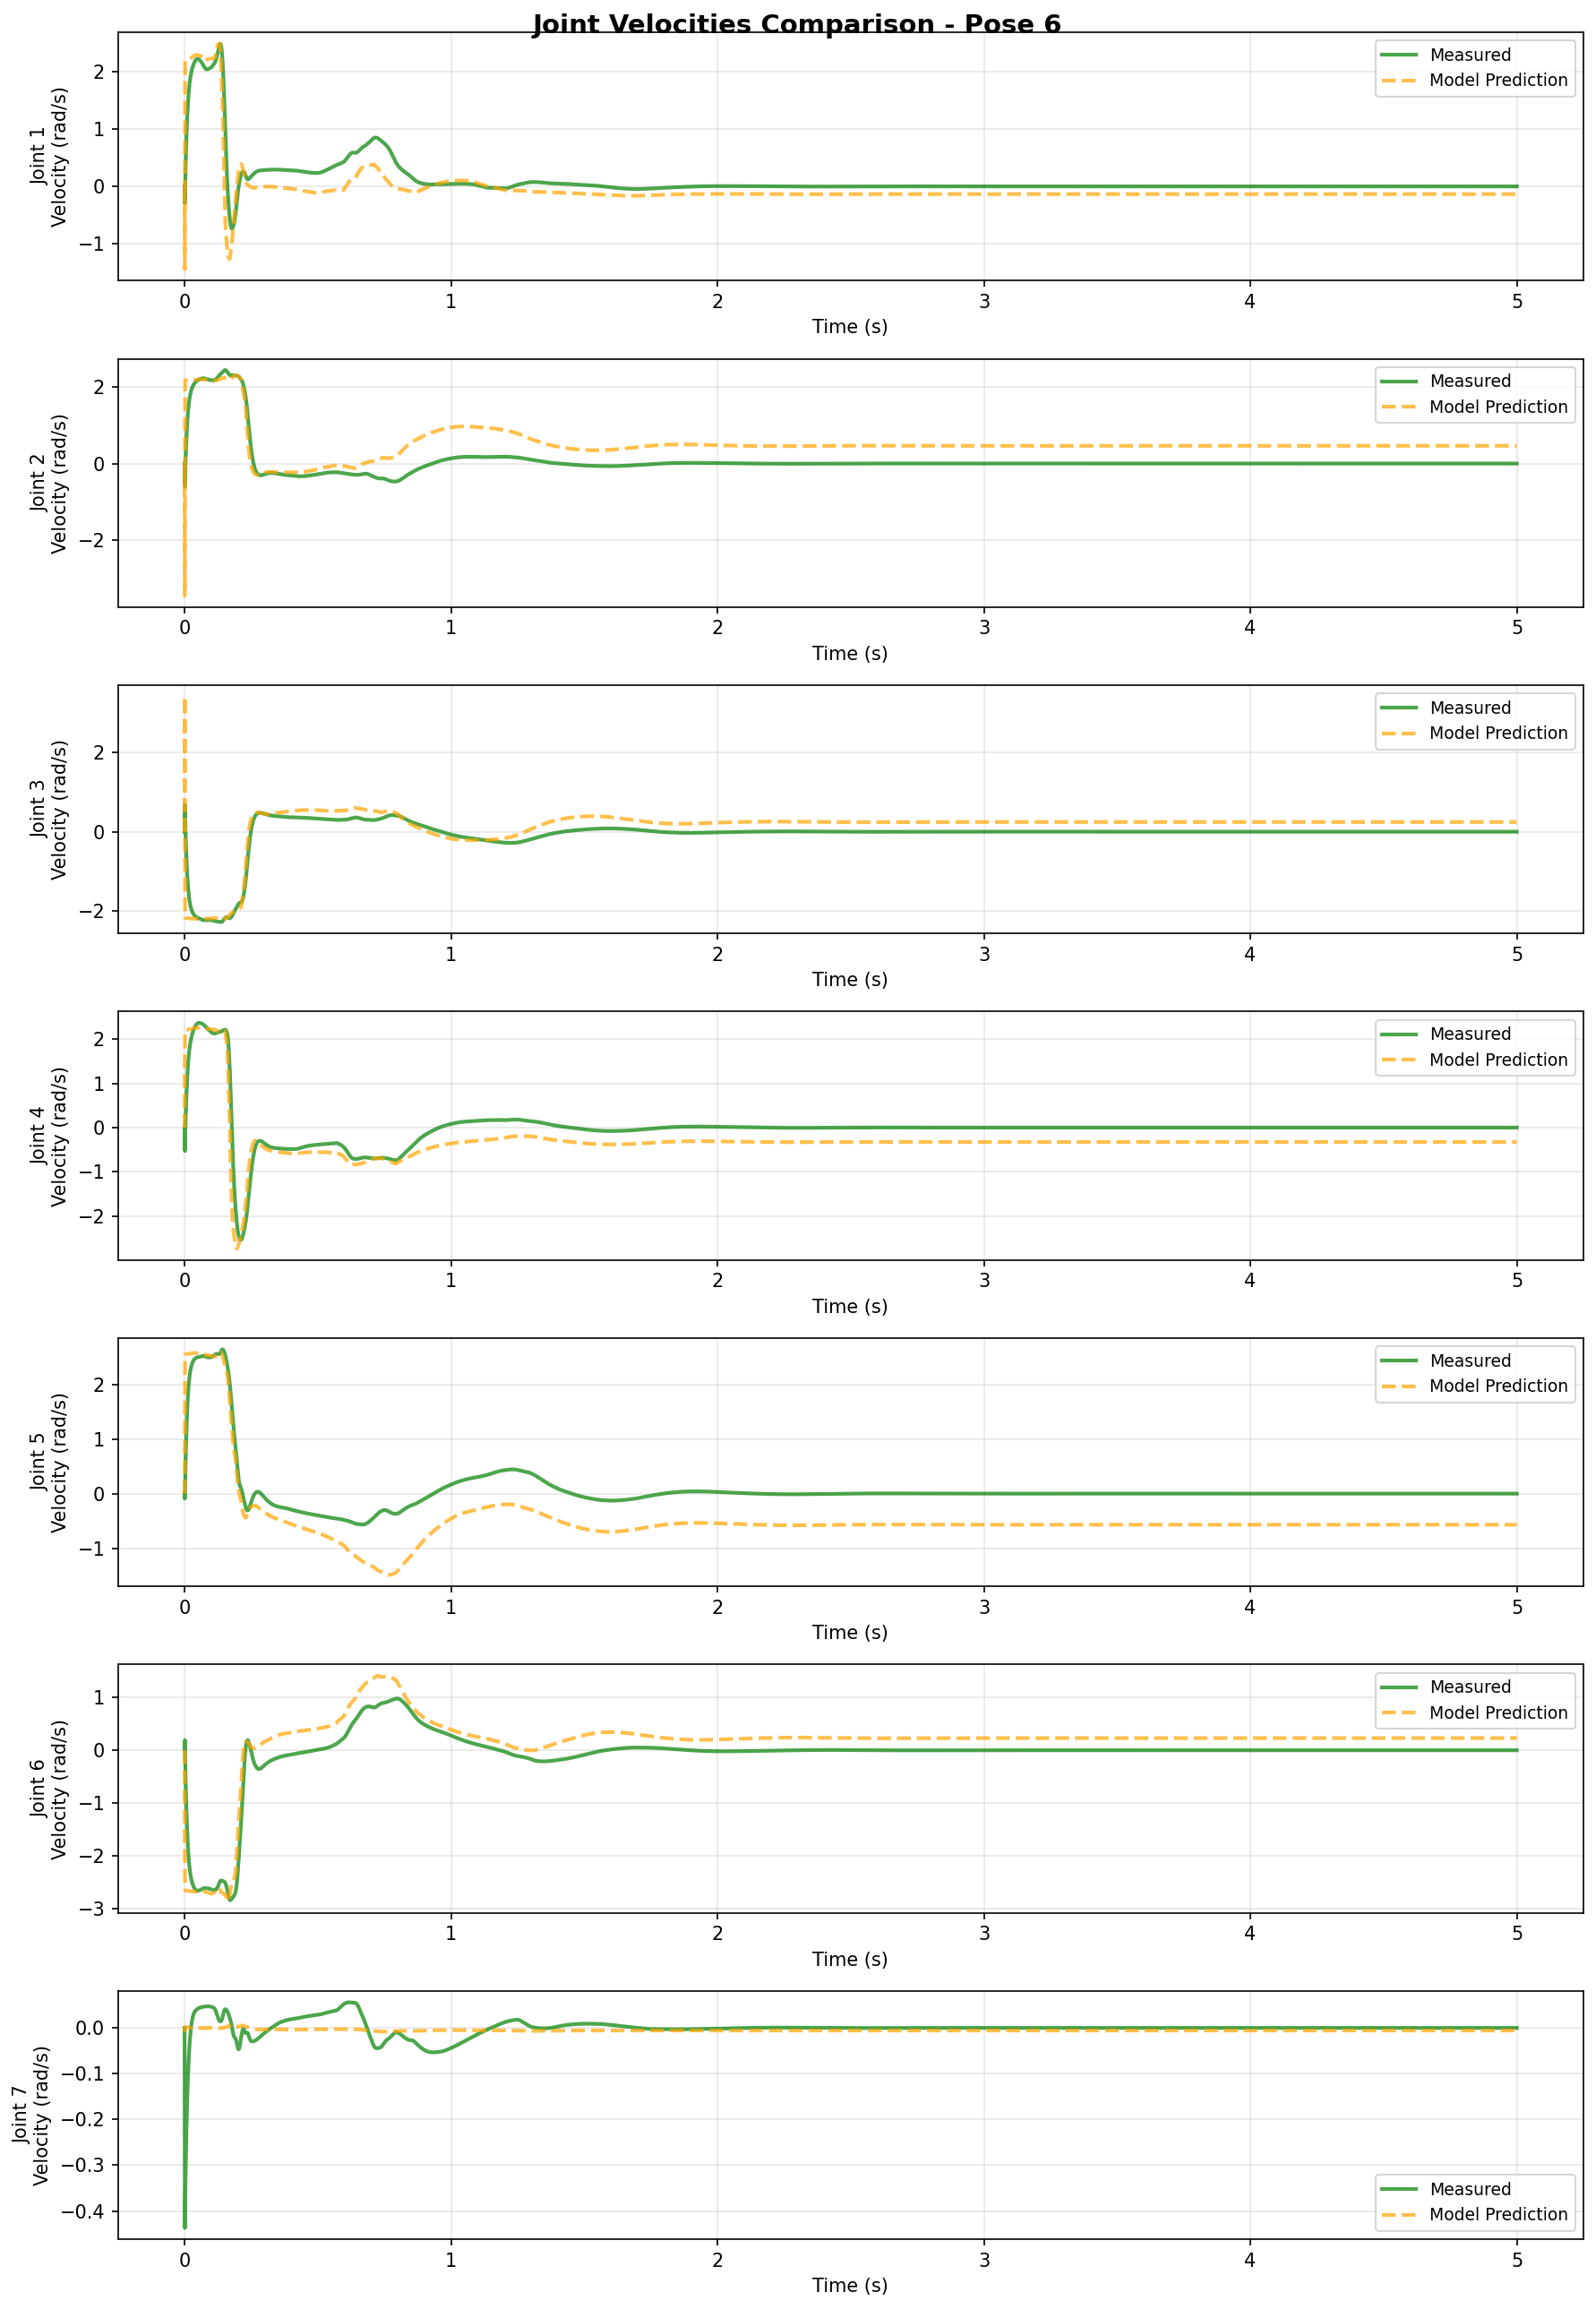 Joint Velocities Comparison - Pose 6
Joint 1
Velocity (rad/s)
2
1
0
−1
Measured
Model Prediction
0 1 2 3 4 5
Time (s)
Joint 2
Velocity (rad/s)
2
0
−2
Measured
Model Prediction
0 1 2 3 4 5
Time (s)
Joint 3
Velocity (rad/s)
2
0
−2
Measured
Model Prediction
0 1 2 3 4 5
Time (s)
Joint 4
Velocity (rad/s)
2
1
0
−1
−2
Measured
Model Prediction
0 1 2 3 4 5
Time (s)
Joint 5
Velocity (rad/s)
2
1
0
−1
Measured
Model Prediction
0 1 2 3 4 5
Time (s)
Joint 6
Velocity (rad/s)
1
0
−1
−2
−3
Measured
Model Prediction
0 1 2 3 4 5
Time (s)
Joint 7
Velocity (rad/s)
0.0
−0.1
−0.2
−0.3
−0.4
Measured
Model Prediction
0 1 2 3 4 5
Time (s)